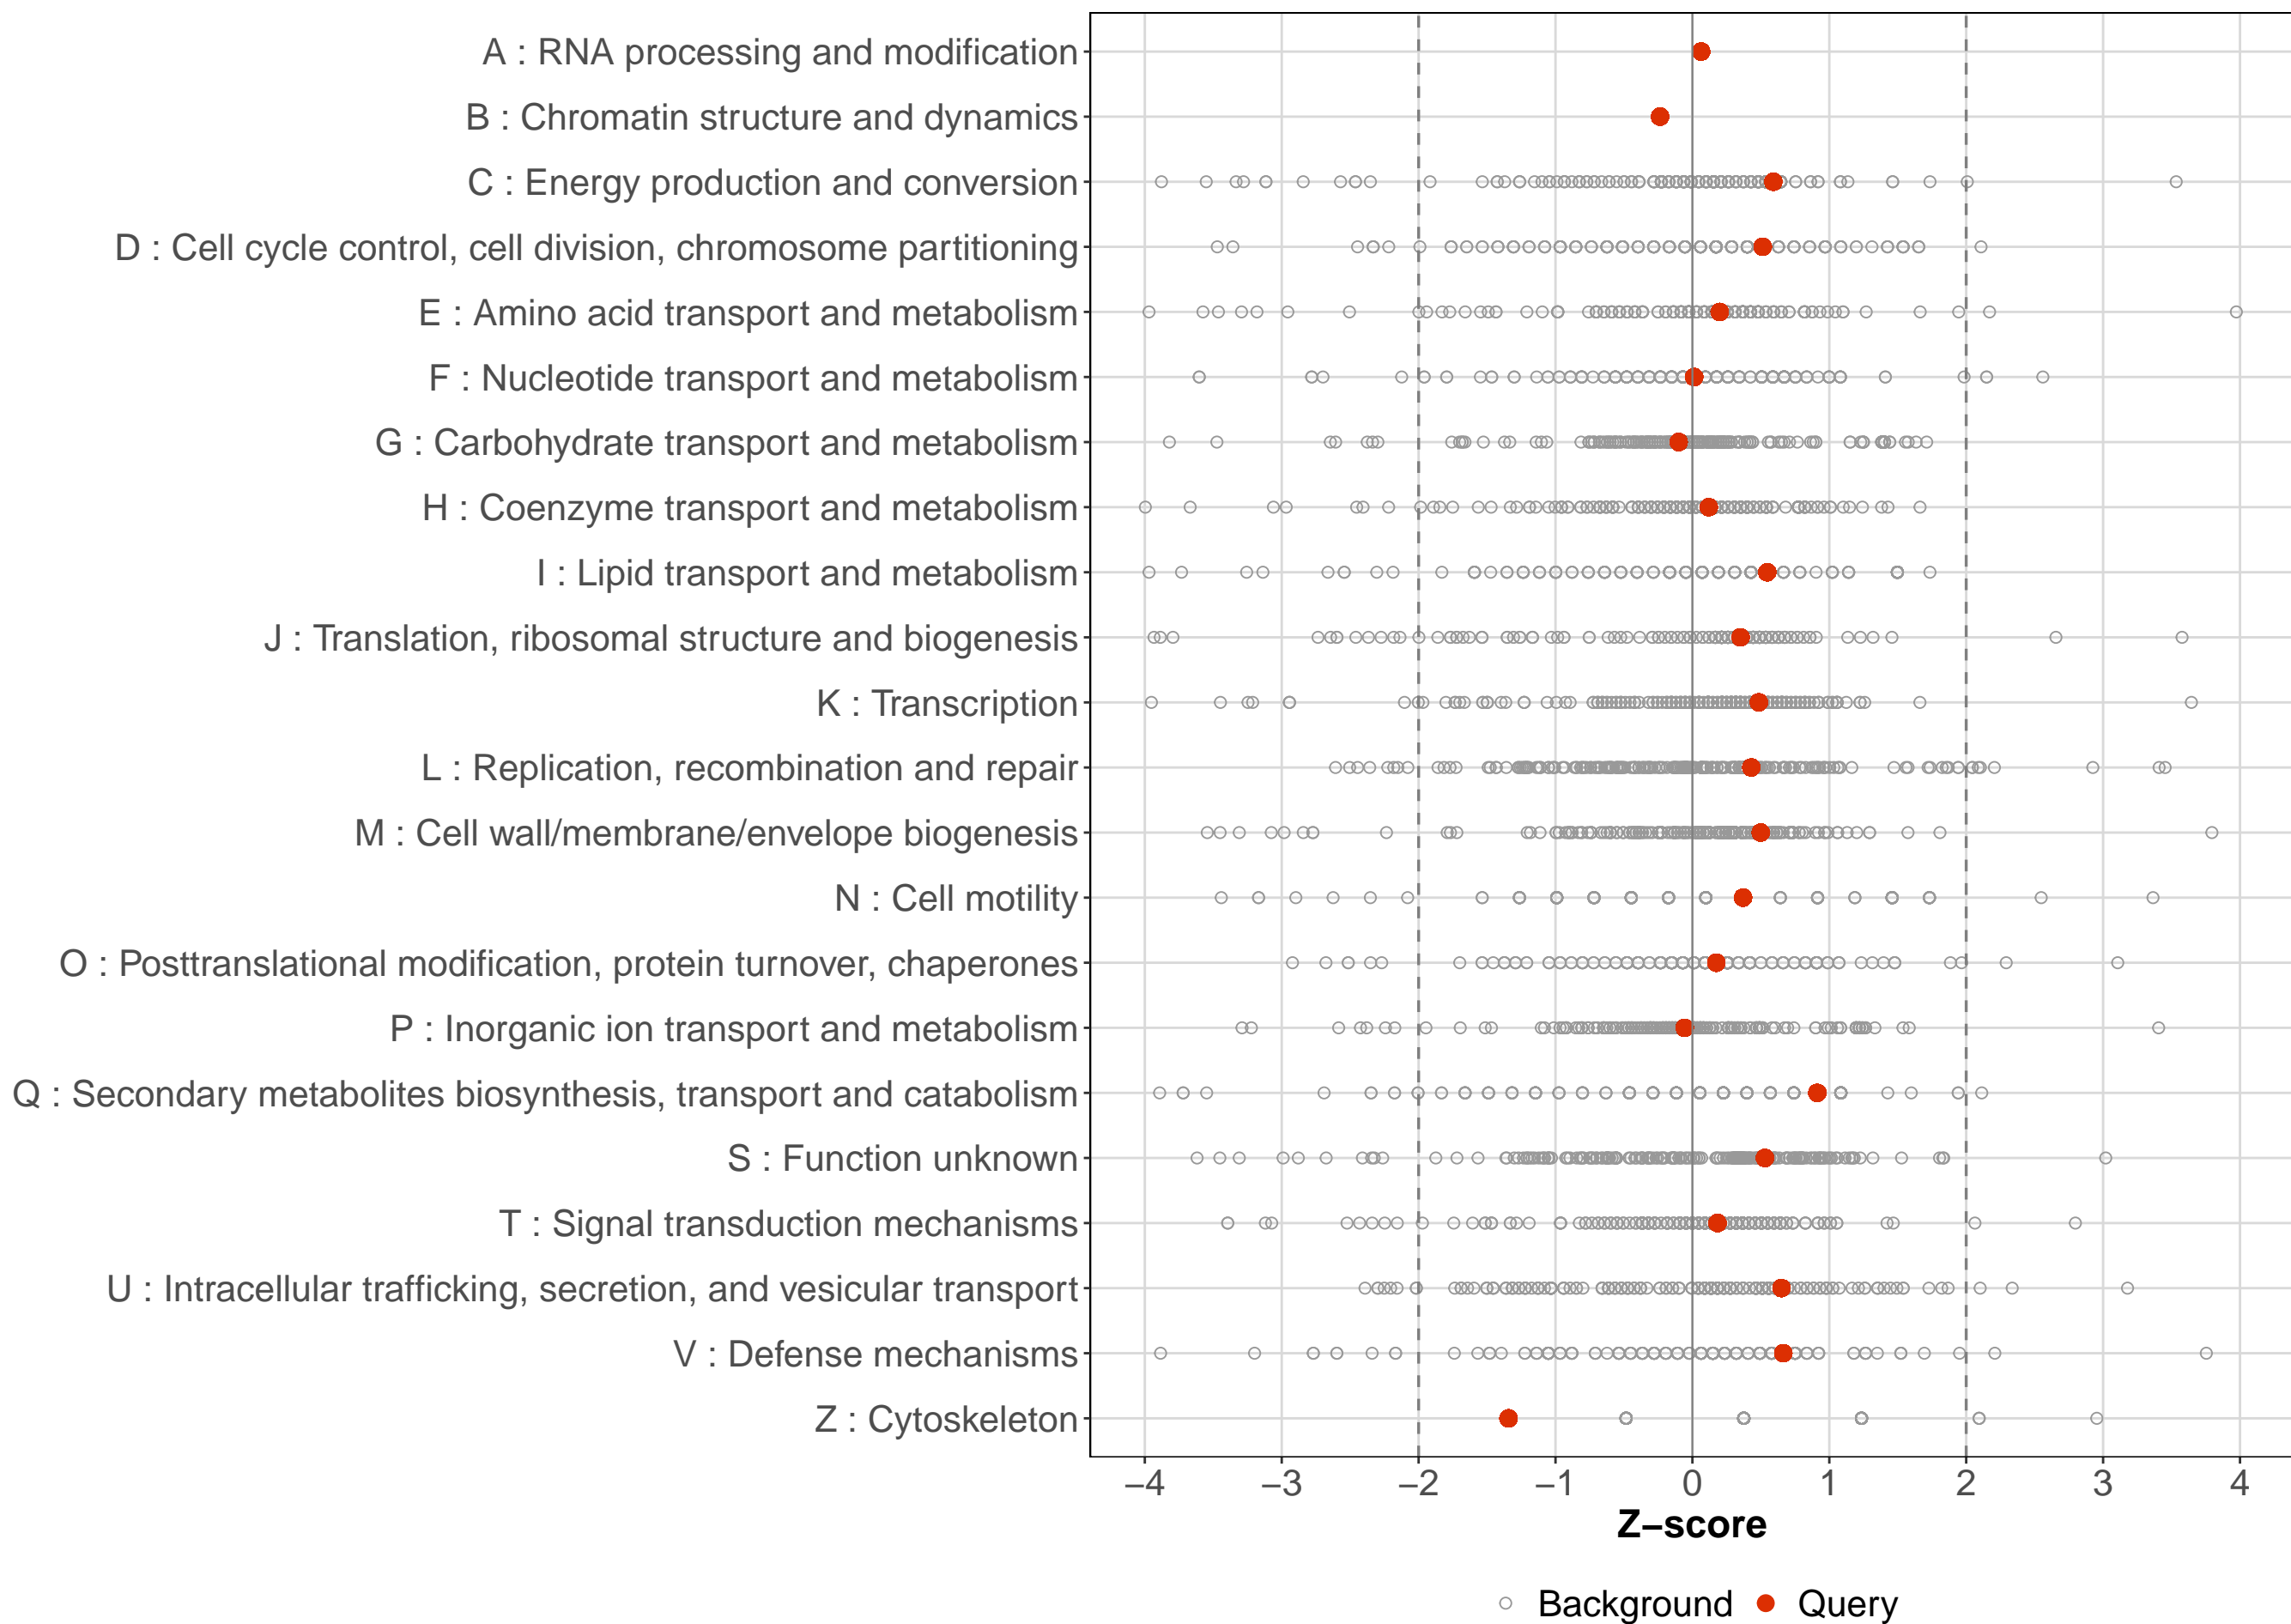 A : RNA processing and modification
B : Chromatin structure and dynamics
C : Energy production and conversion
D : Cell cycle control, cell division, chromosome partitioning
E : Amino acid transport and metabolism
F : Nucleotide transport and metabolism
G : Carbohydrate transport and metabolism
H : Coenzyme transport and metabolism
I : Lipid transport and metabolism
J : Translation, ribosomal structure and biogenesis
K : Transcription
L : Replication, recombination and repair
M : Cell wall/membrane/envelope biogenesis
N : Cell motility
O : Posttranslational modification, protein turnover, chaperones
P : Inorganic ion transport and metabolism
Q : Secondary metabolites biosynthesis, transport and catabolism
S : Function unknown
T : Signal transduction mechanisms
U : Intracellular trafficking, secretion, and vesicular transport
V : Defense mechanisms
Z : Cytoskeleton
−4 −3 −2 −1 0 1 2 3 4
Z−score
Background Query